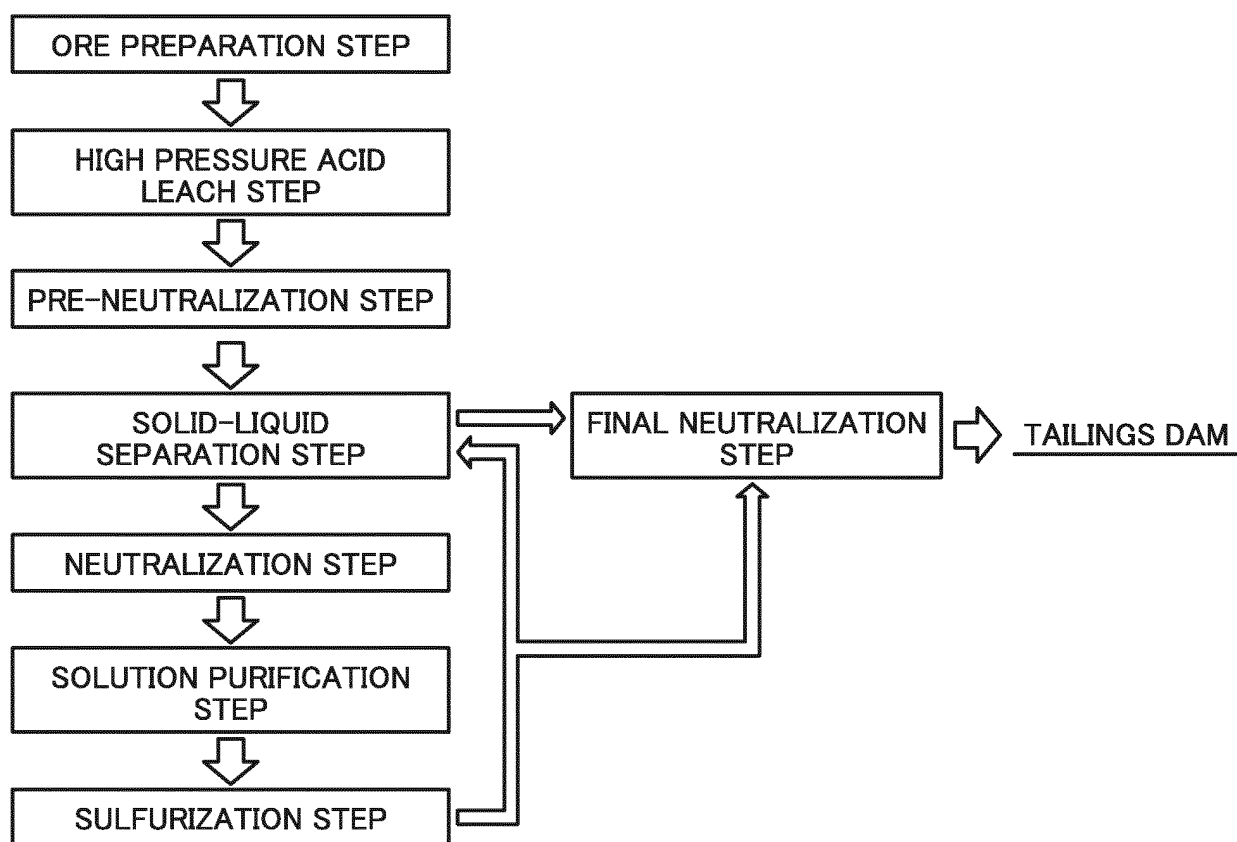 ORE PREPARATION STEP
HIGH PRESSURE ACID
LEACH STEP
PRE-NEUTRALIZATION STEP
SOLID-LIQUID
SEPARATION STEP
FINAL NEUTRALIZATION
STEP
TAILINGS DAM
NEUTRALIZATION STEP
SOLUTION PURIFICATION
STEP
SULFURIZATION STEP